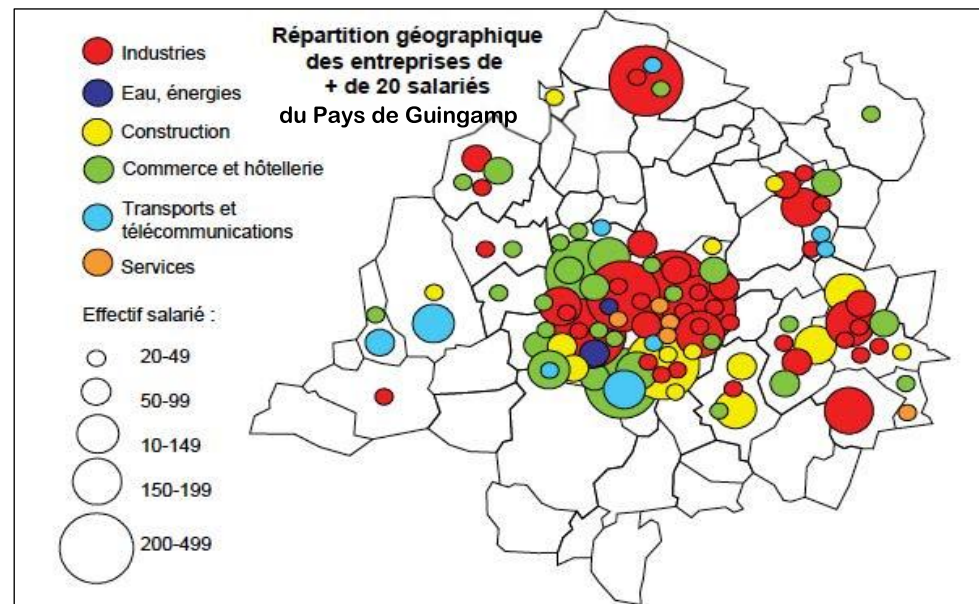 Répartition géographique
des entreprises de
+ de 20 salariés
du Pays de Guingamp
Industries
Eau, énergies
Construction
Commerce et hôtellerie
Transports et
télécommunications
Services
Effectif salarié :
20-49
50-99
10-149
150-199
200-499